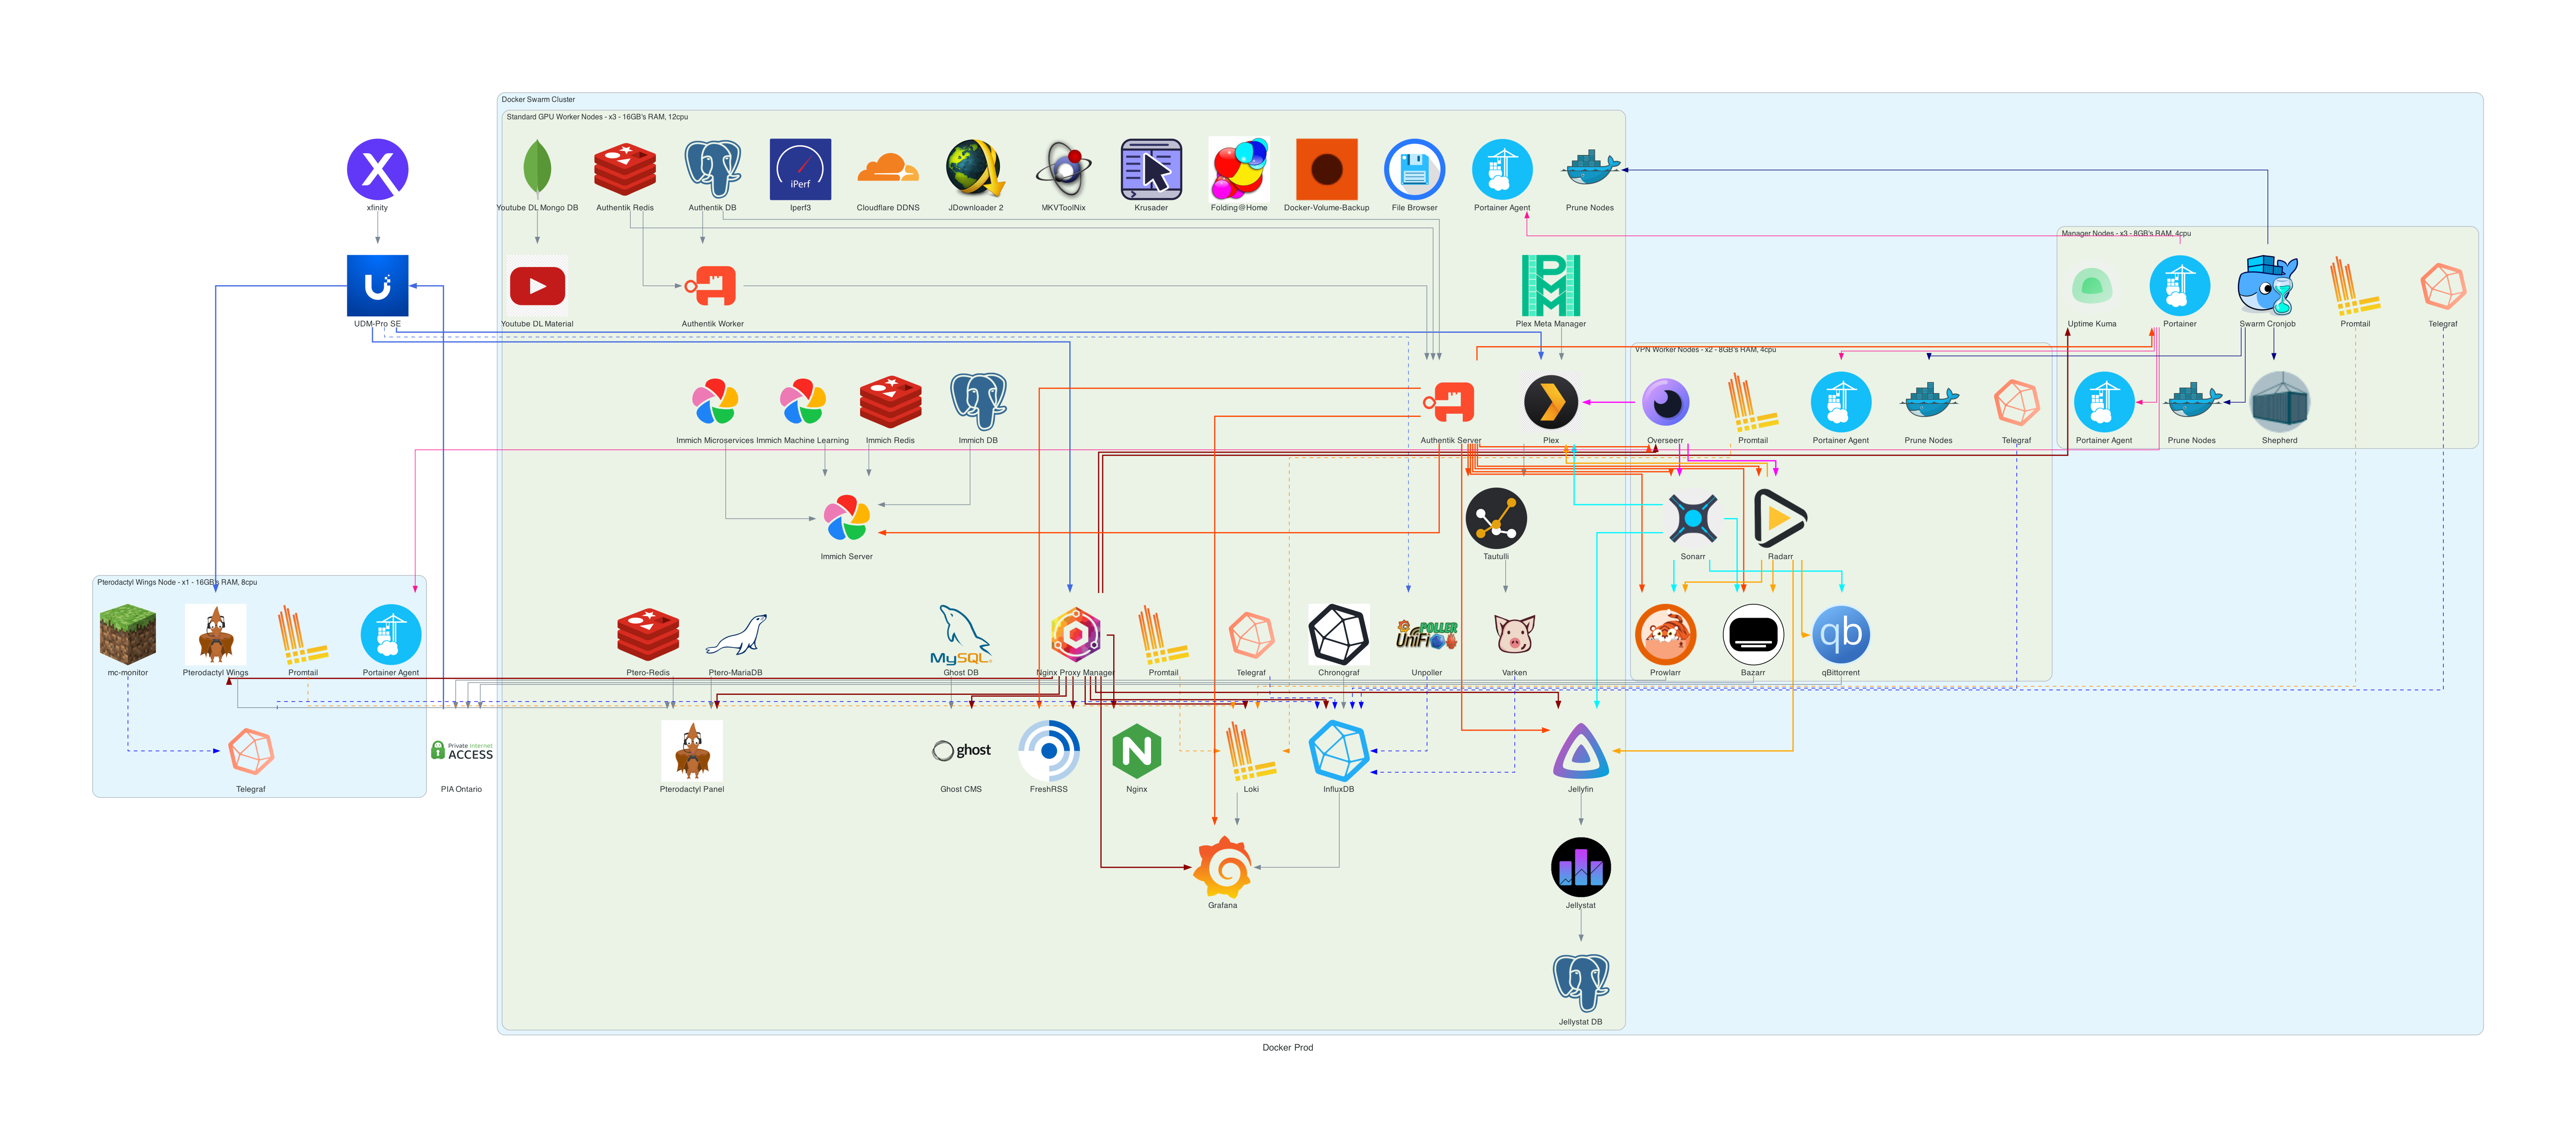 Docker Swarm Cluster
Standard GPU Worker Nodes - x3 - 16GB's RAM, 12cpu
iPerf
xfinity
Youtube DL Mongo DB
Authentik Redis
Authentik DB
Iperf3
Cloudflare DDNS
JDownloader 2
MKVToolNix
Krusader
Folding@Home
Docker-Volume-Backup
File Browser
Portainer Agent
Prune Nodes
Manager Nodes - x3 - 8GB's RAM, 4cpu
UDM-Pro SE
Youtube DL Material
Authentik Worker
Plex Meta Manager
Uptime Kuma
Portainer
Swarm Cronjob
Promtail
Telegraf
VPN Worker Nodes - x2 - 8GB's RAM, 4cpu
Immich Microservices
Immich Machine Learning
Immich Redis
Immich DB
Authentik Server
Plex
Overseerr
Promtail
Portainer Agent
Prune Nodes
Telegraf
Portainer Agent
Prune Nodes
Shepherd
Immich Server
Tautulli
Sonarr
Radarr
Pterodactyl Wings Node - x1 - 16GB's RAM, 8cpu
MySQL
POLLER
UniFi
qb
mc-monitor
Pterodactyl Wings
Promtail
Portainer Agent
Ptero-Redis
Ptero-MariaDB
Ghost DB
Nginx Proxy Manager
Promtail
Telegraf
Chronograf
Unpoller
Varken
Prowlarr
Bazarr
qBittorrent
Private Internet
ACCESS
ghost
Telegraf
PIA Ontario
Pterodactyl Panel
Ghost CMS
FreshRSS
Nginx
Loki
InfluxDB
Jellyfin
Grafana
Jellystat
Jellystat DB
Docker Prod